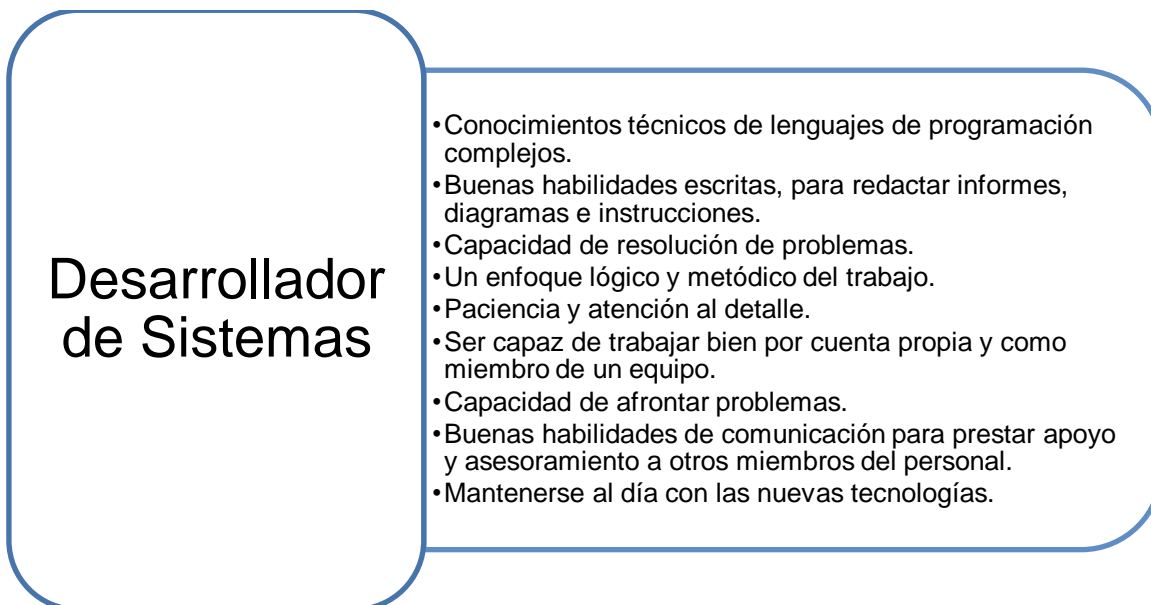 Desarrollador
de Sistemas
•Conocimientos técnicos de lenguajes de programación
complejos.
•Buenas habilidades escritas, para redactar informes,
diagramas e instrucciones.
•Capacidad de resolución de problemas.
•Un enfoque lógico y metódico del trabajo.
•Paciencia y atención al detalle.
•Ser capaz de trabajar bien por cuenta propia y como
miembro de un equipo.
•Capacidad de afrontar problemas.
•Buenas habilidades de comunicación para prestar apoyo
y asesoramiento a otros miembros del personal.
•Mantenerse al día con las nuevas tecnologías.